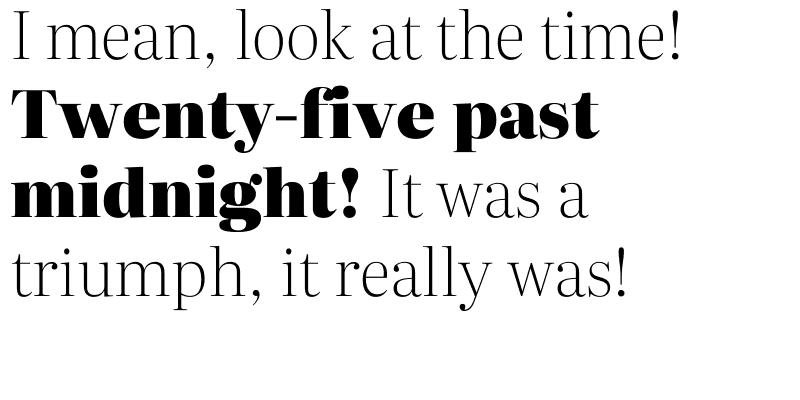 I mean, look at the time!
Twenty-five past
midnight! It was a
triumph, it really was!